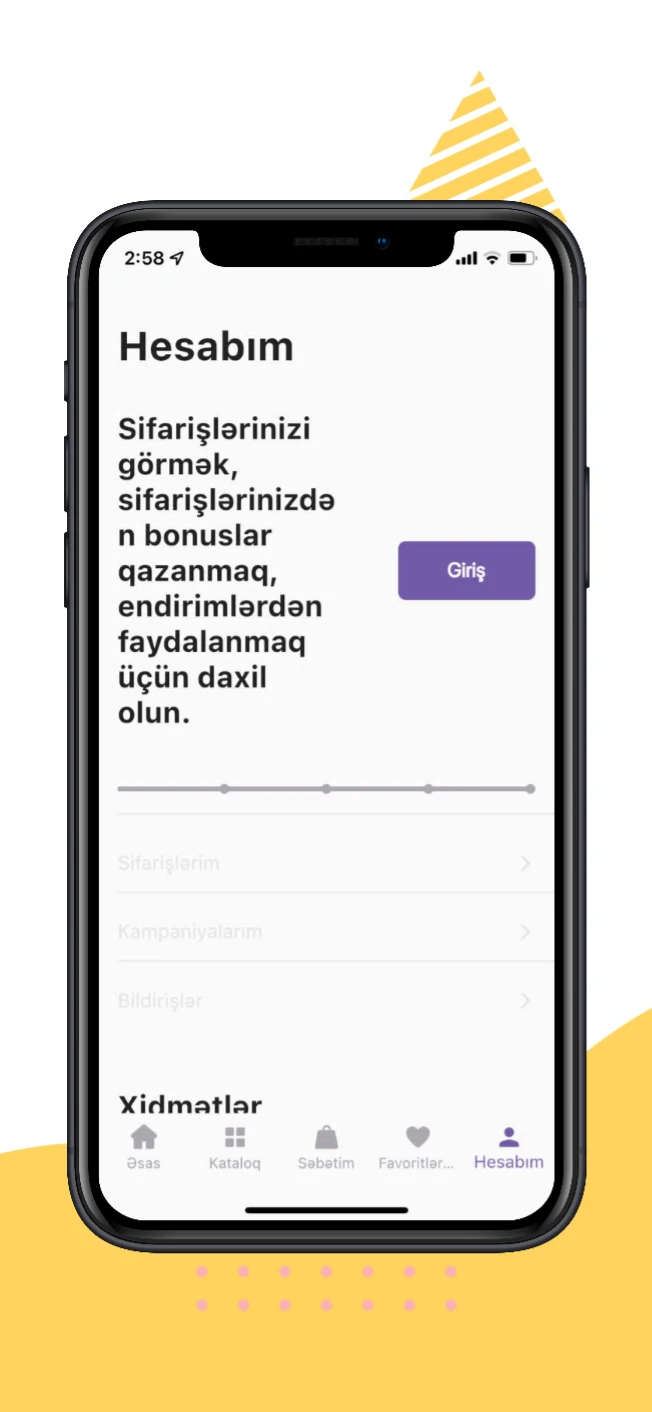 2:58
Hesabım
Sifarişlərinizi
görmək,
sifarişlərinizdə
n bonuslar
qazanmaq,
endirimlərdən
faydalanmaq
üçün daxil
olun.
Giriş
Sifarişlərim
Kampaniyalarım
Bildirişlər
Xidmətlər
Əsas
Kataloq
Səbətim
Favoritlər...
Hesabım